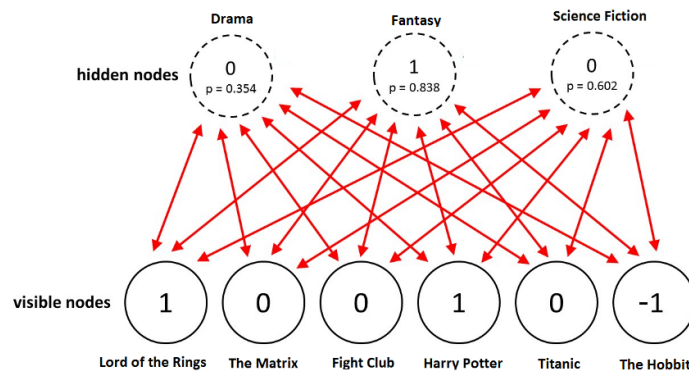 Drama Fantasy Science Fiction
hidden nodes
0 1 0
p = 0.354 p = 0.838 p = 0.602
visible nodes
1 0 0 1 0 -1
Lord of the Rings The Matrix Fight Club Harry Potter Titanic The Hobbit